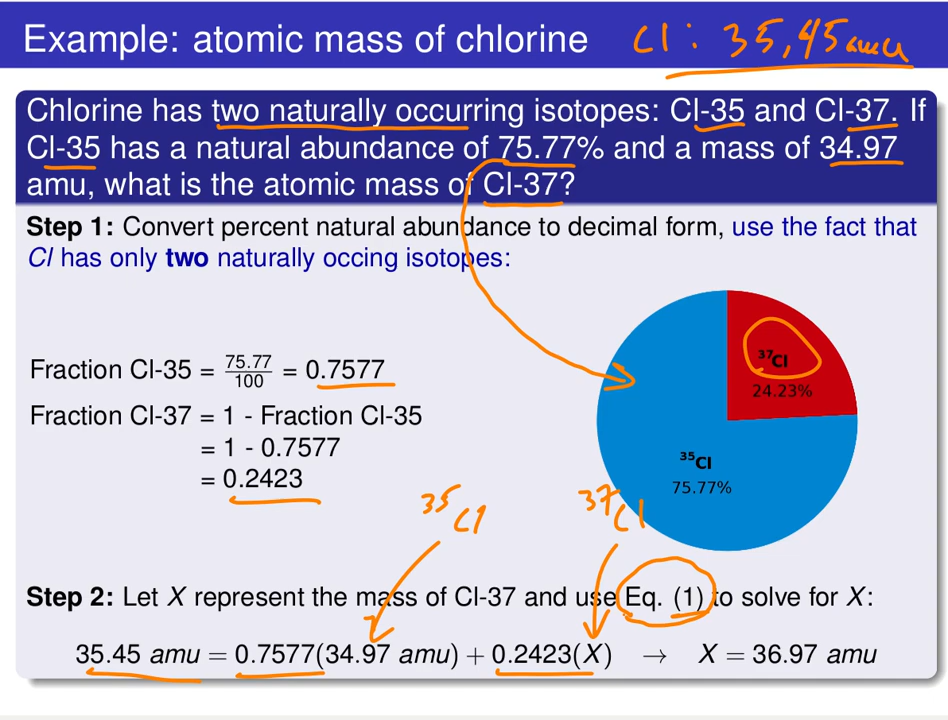 Example: atomic mass of chlorine Cl: 35,45amu
Chlorine has two naturally occurring isotopes: Cl-35 and Cl-37. If
Cl-35 has a natural abundance of 75.77% and a mass of 34.97
amu, what is the atomic mass of Cl-37?
Step 1: Convert percent natural abundance to decimal form, use the fact that
Cl has only two naturally occing isotopes:
Fraction Cl-35 = 75.77/100 = 0.7577
Fraction Cl-37 = 1 - Fraction Cl-35
= 1 - 0.7577
= 0.2423
³⁷Cl
24.23%
³⁵Cl
75.77%
³⁵Cl
³⁷Cl
Step 2: Let X represent the mass of Cl-37 and use Eq. (1) to solve for X:
35.45 amu = 0.7577(34.97 amu) + 0.2423(X) → X = 36.97 amu